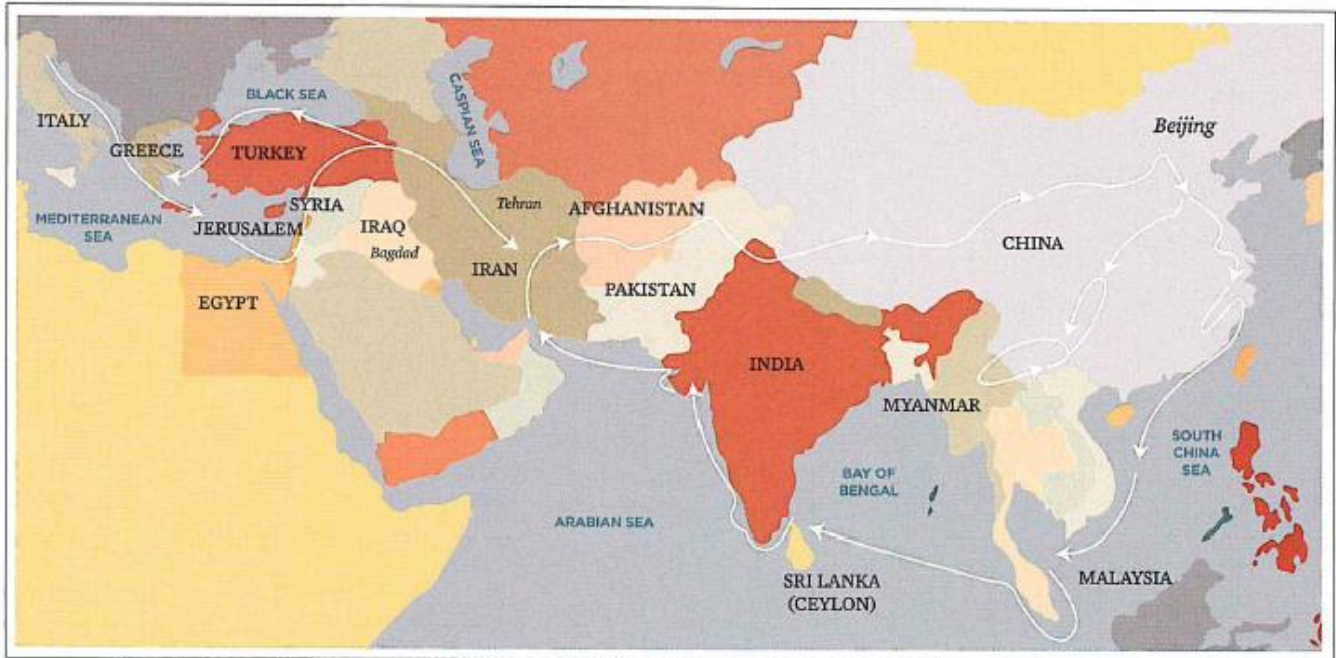 BLACK SEA
CASPIAN SEA
Beijing
ITALY
GREECE
TURKEY
Tehran
SYRIA
AFGHANISTAN
MEDITERRANEAN
SEA
JERUSALEM
IRAQ
Bagdad
IRAN
CHINA
PAKISTAN
EGYPT
INDIA
MYANMAR
SOUTH
CHINA
SEA
BAY OF
BENGAL
ARABIAN SEA
SRI LANKA
(CEYLON)
MALAYSIA